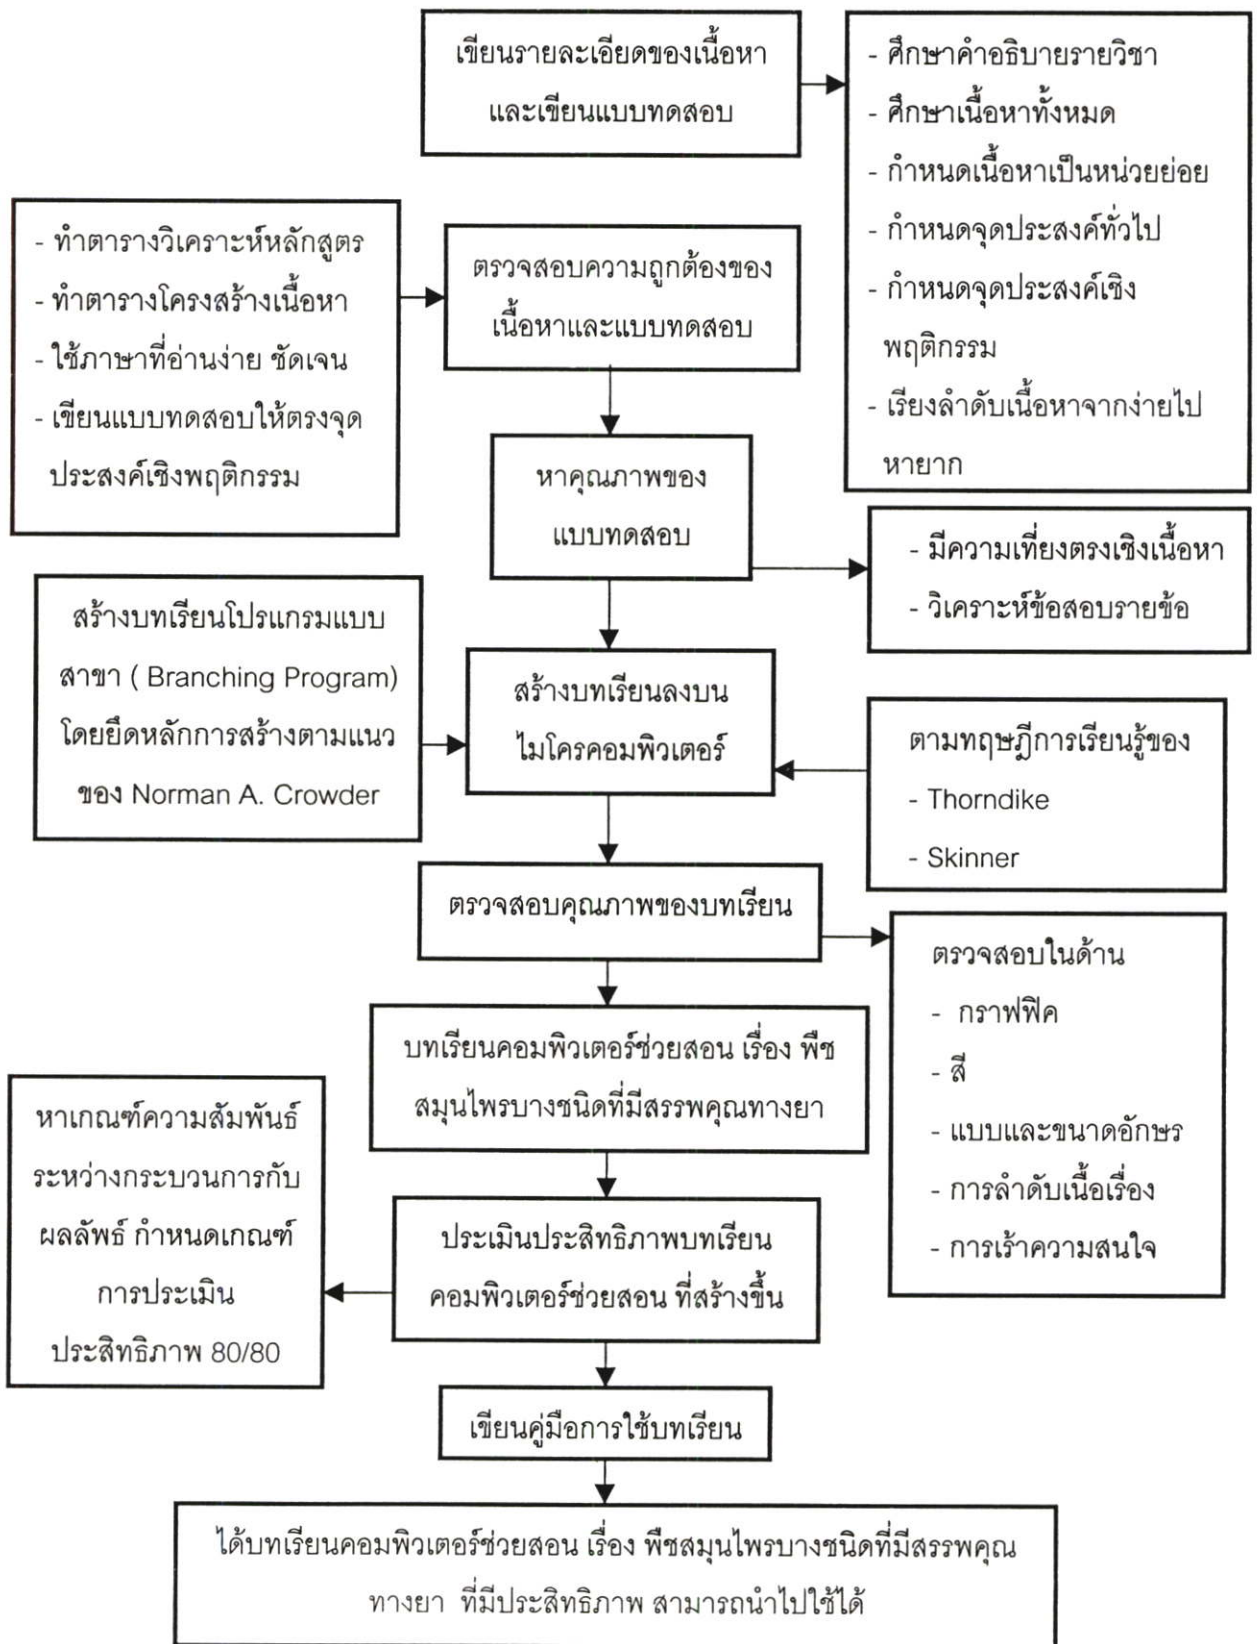 เขียนรายละเอียดของเนื้อหา
และเขียนแบบทดสอบ
- ศึกษาคำอธิบายรายวิชา
- ศึกษาเนื้อหาทั้งหมด
- กำหนดเนื้อหาเป็นหน่วยย่อย
- กำหนดจุดประสงค์ทั่วไป
- กำหนดจุดประสงค์เชิง
พฤติกรรม
- เรียงลำดับเนื้อหาจากง่ายไป
หายาก
- ทำตารางวิเคราะห์หลักสูตร
- ทำตารางโครงสร้างเนื้อหา
- ใช้ภาษาที่อ่านง่าย ชัดเจน
- เขียนแบบทดสอบให้ตรงจุด
ประสงค์เชิงพฤติกรรม
ตรวจสอบความถูกต้องของ
เนื้อหาและแบบทดสอบ
หาคุณภาพของ
แบบทดสอบ
- มีความเที่ยงตรงเชิงเนื้อหา
- วิเคราะห์ข้อสอบรายข้อ
สร้างบทเรียนโปรแกรมแบบ
สาขา ( Branching Program)
โดยยึดหลักการสร้างตามแนว
ของ Norman A. Crowder
สร้างบทเรียนลงบน
ไมโครคอมพิวเตอร์
ตามทฤษฎีการเรียนรู้ของ
- Thorndike
- Skinner
ตรวจสอบคุณภาพของบทเรียน
ตรวจสอบในด้าน
- กราฟฟิค
- สี
- แบบและขนาดอักษร
- การลำดับเนื้อเรื่อง
- การเร้าความสนใจ
บทเรียนคอมพิวเตอร์ช่วยสอน เรื่อง พืช
สมุนไพรบางชนิดที่มีสรรพคุณทางยา
หาเกณฑ์ความสัมพันธ์
ระหว่างกระบวนการกับ
ผลลัพธ์ กำหนดเกณฑ์
การประเมิน
ประสิทธิภาพ 80/80
ประเมินประสิทธิภาพบทเรียน
คอมพิวเตอร์ช่วยสอน ที่สร้างขึ้น
เขียนคู่มือการใช้บทเรียน
ได้บทเรียนคอมพิวเตอร์ช่วยสอน เรื่อง พืชสมุนไพรบางชนิดที่มีสรรพคุณ
ทางยา ที่มีประสิทธิภาพ สามารถนำไปใช้ได้